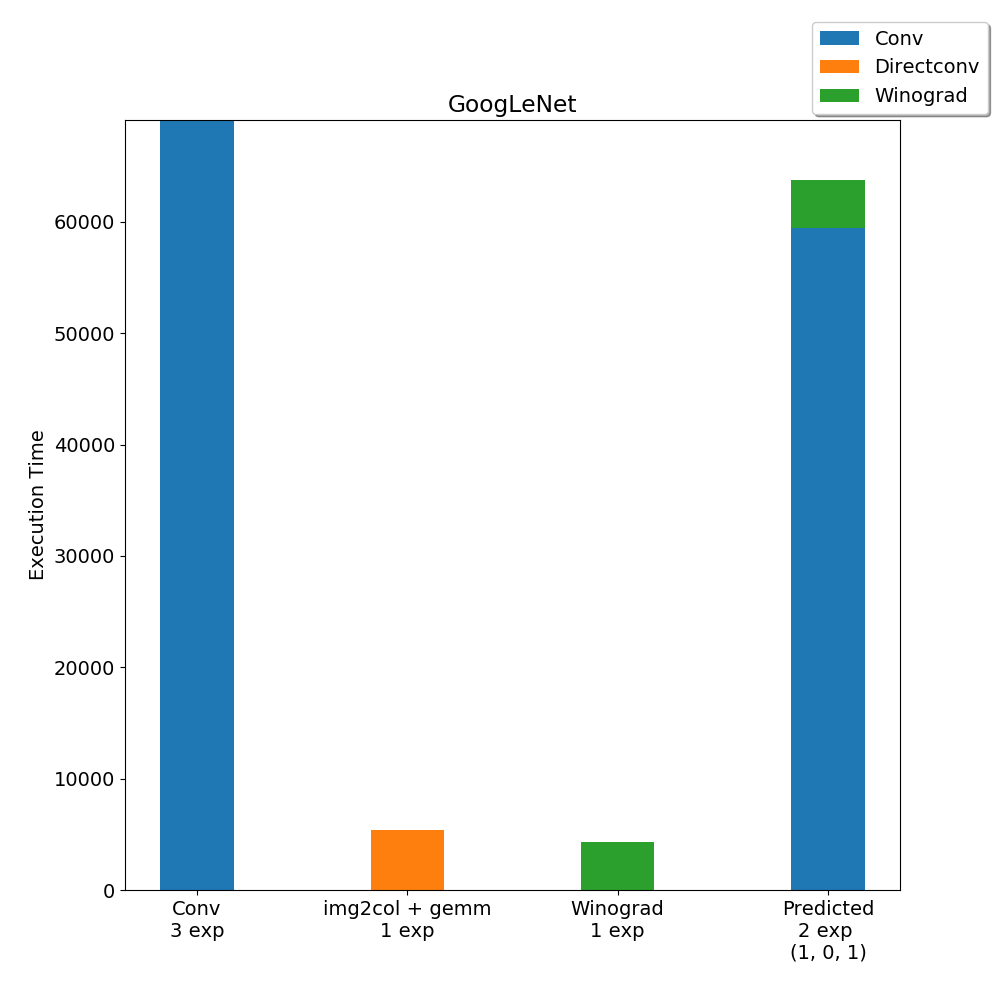 Conv
Directconv
Winograd
GoogLeNet
Execution Time
60000
50000
40000
30000
20000
10000
0
Conv
3 exp
img2col + gemm
1 exp
Winograd
1 exp
Predicted
2 exp
(1, 0, 1)